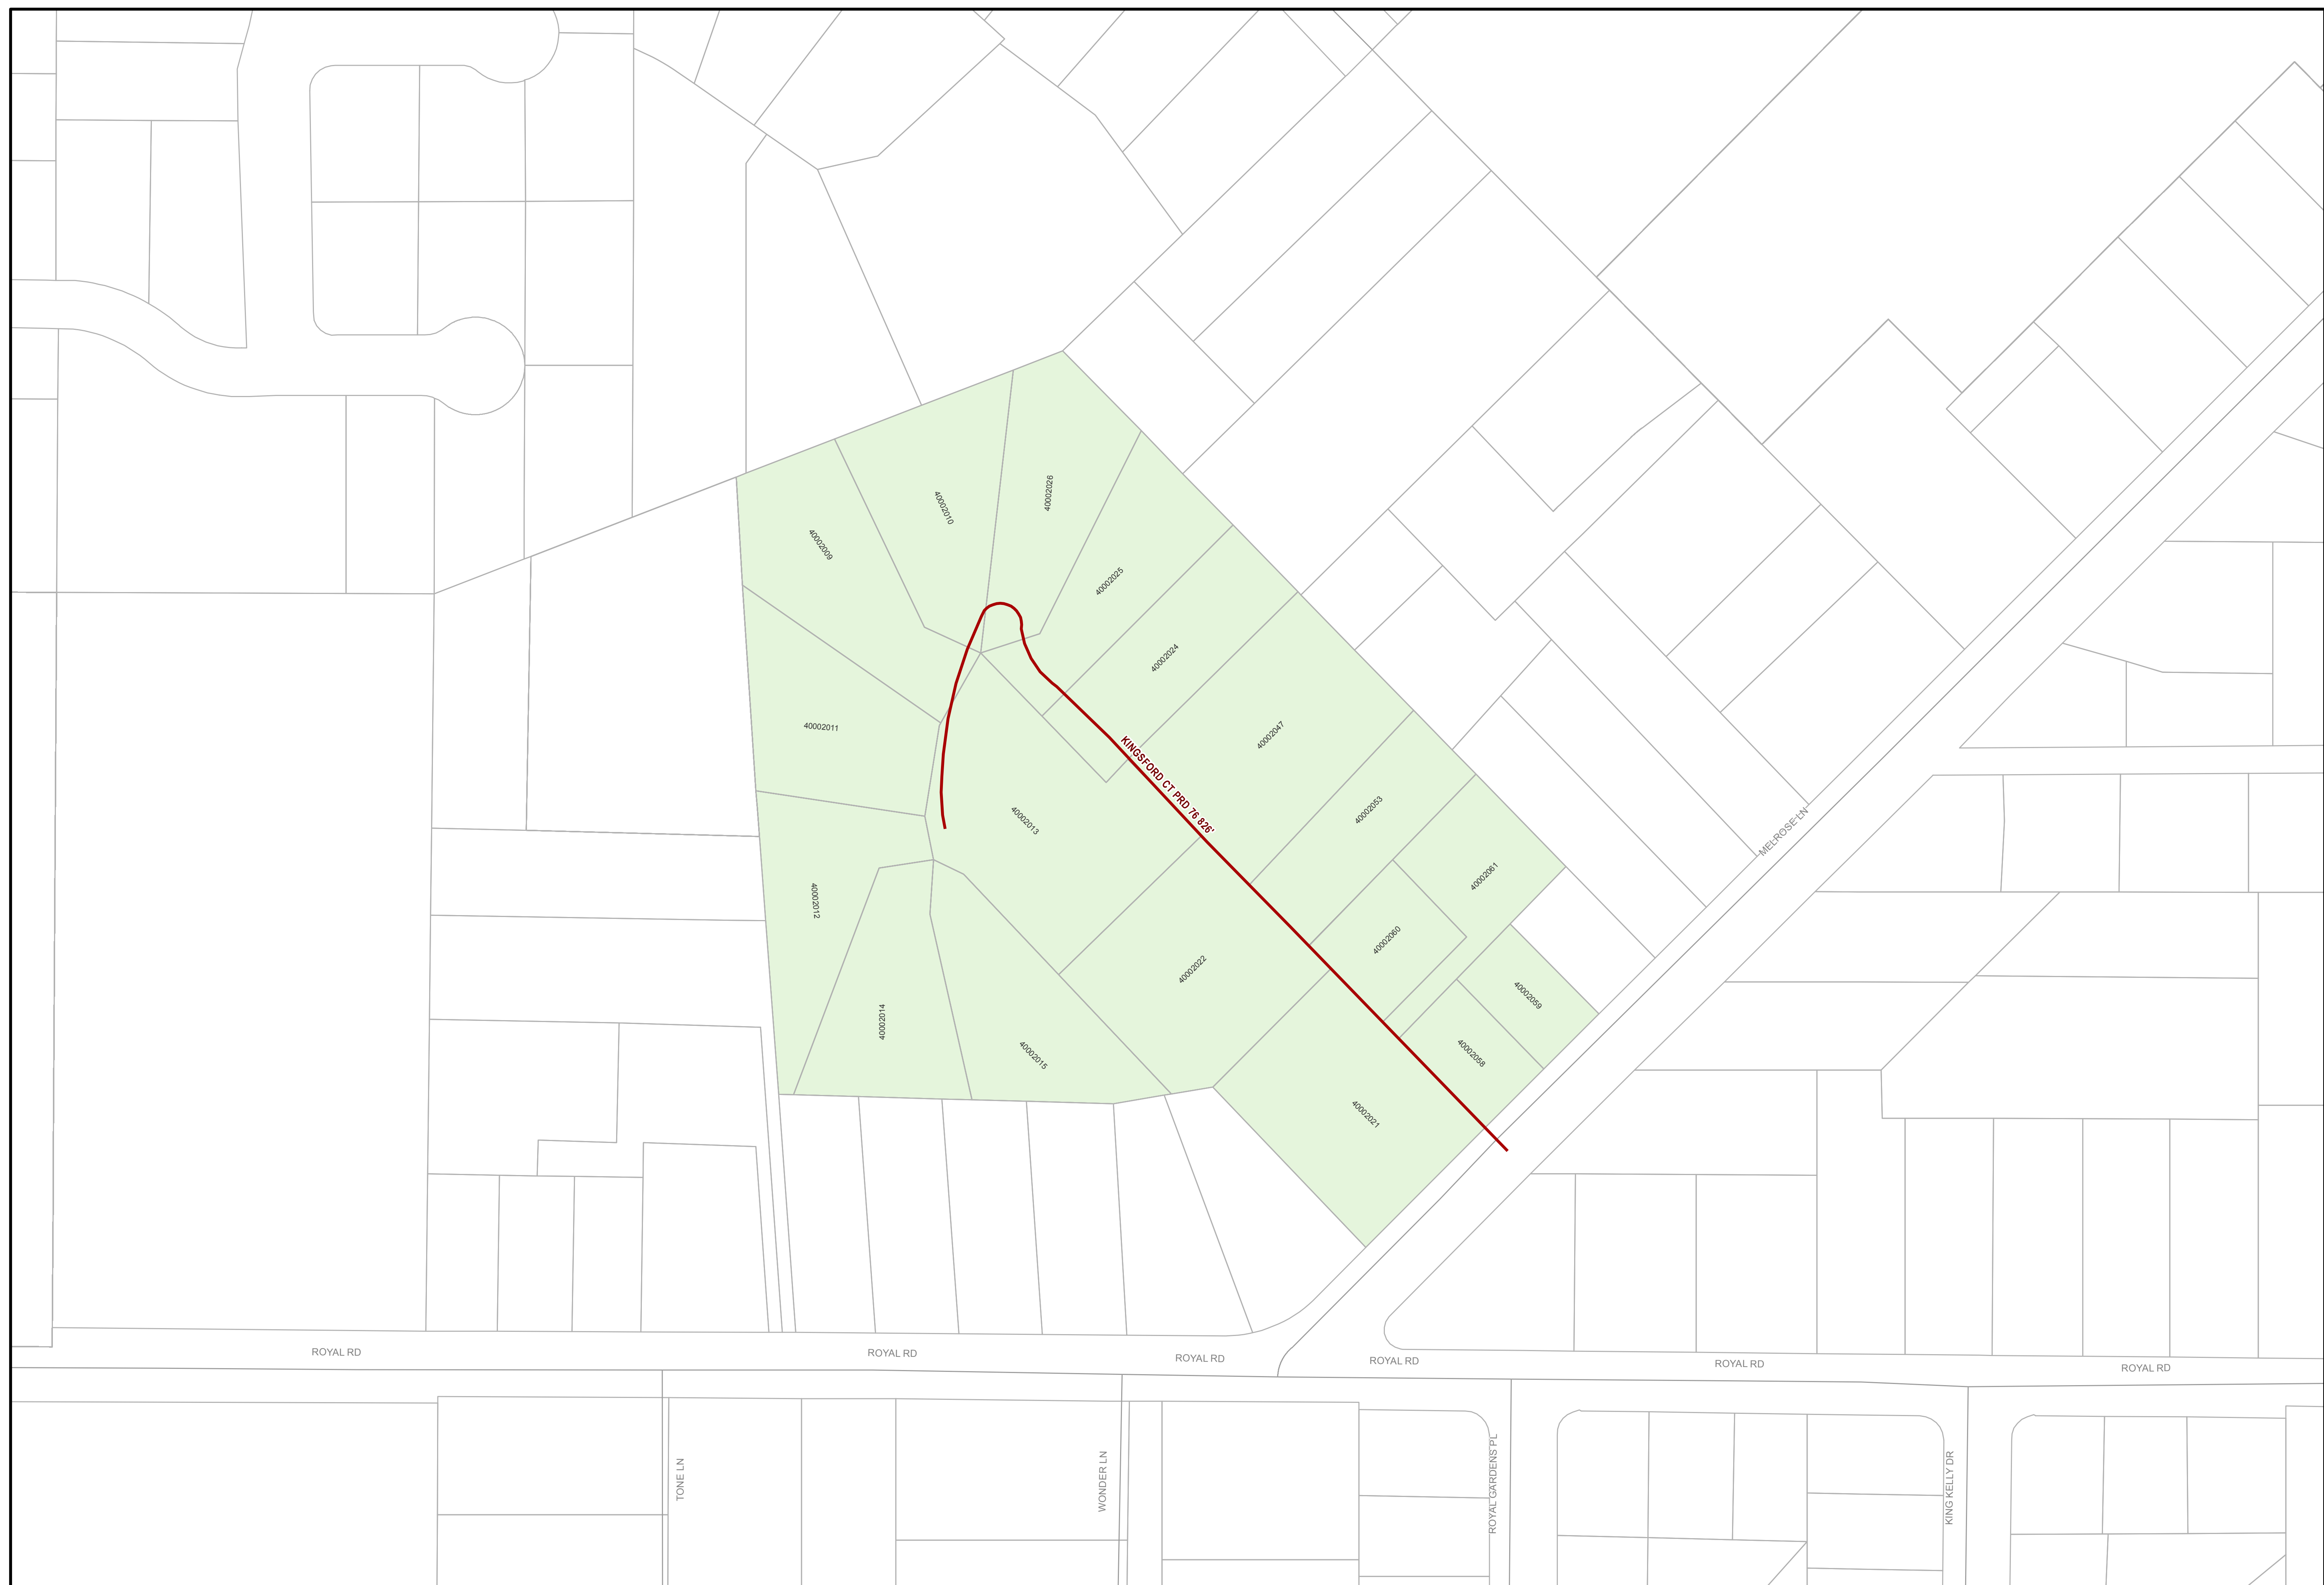 40002026
40002010
40002009
40002025
40002024
40002011
40002047
KINGSFORD CT PRD 76 826'
40002053
40002013
MELROSE LN
40002061
40002012
40002060
40002022
40002059
40002014
40002015
40002058
40002021
ROYAL RD
ROYAL RD
ROYAL RD
ROYAL RD
ROYAL RD
ROYAL RD
TONE LN
WONDER LN
ROYAL GARDENS PL
KING KELLY DR